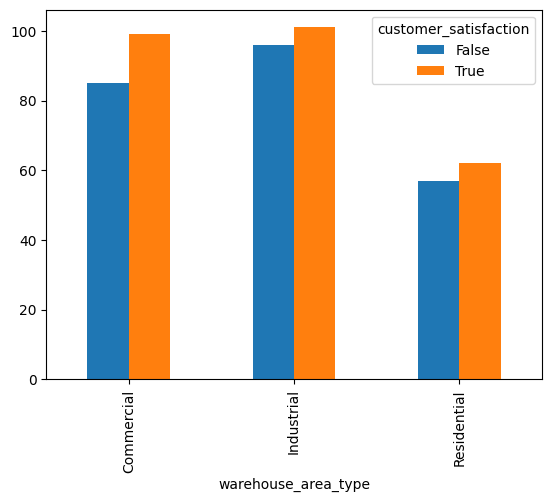 customer_satisfaction
False
True
100
80
60
40
20
0
Commercial
Industrial
Residential
warehouse_area_type